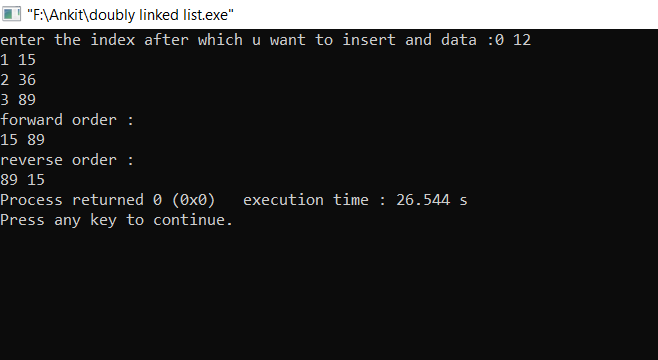 "F:\Ankit\doubly linked list.exe"
enter the index after which u want to insert and data :0 12
1 15
2 36
3 89
forward order :
15 89
reverse order :
89 15
Process returned 0 (0x0)   execution time : 26.544 s
Press any key to continue.